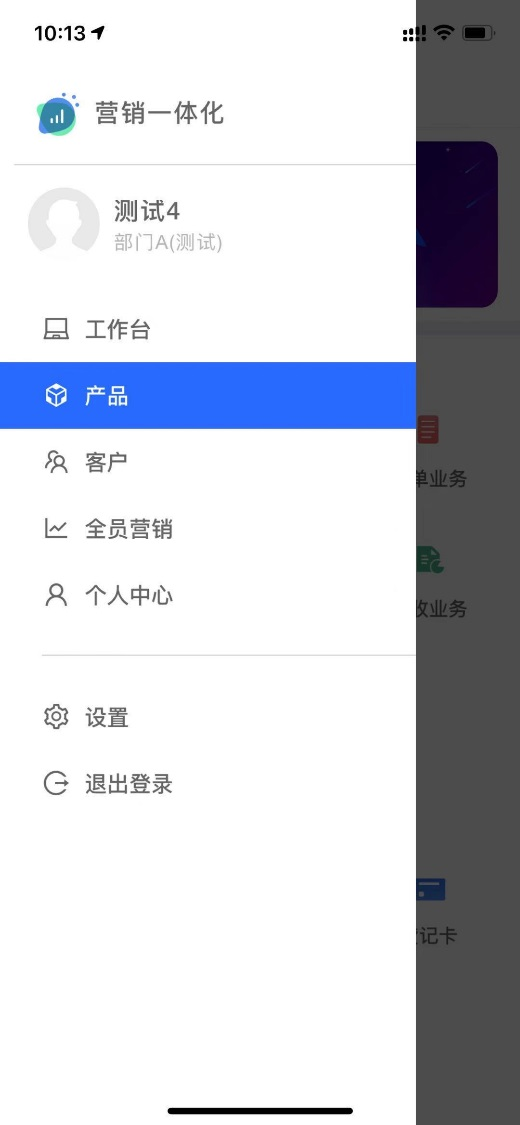 10:13
营销一体化
测试4
部门A(测试)
工作台
产品
客户
全员营销
个人中心
设置
退出登录
单业务
收业务
记卡